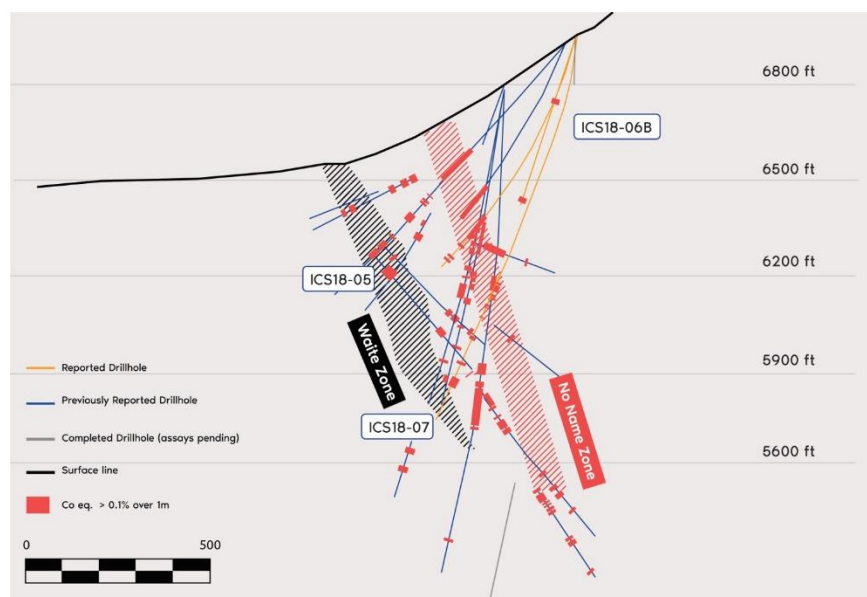 6800 ft
ICS18-06B
6500 ft
6200 ft
ICS18-05
Waite Zone
5900 ft
No Name Zone
ICS18-07
5600 ft
Reported Drillhole
Previously Reported Drillhole
Completed Drillhole (assays pending)
Surface line
Co eq. > 0.1% over 1m
0 500